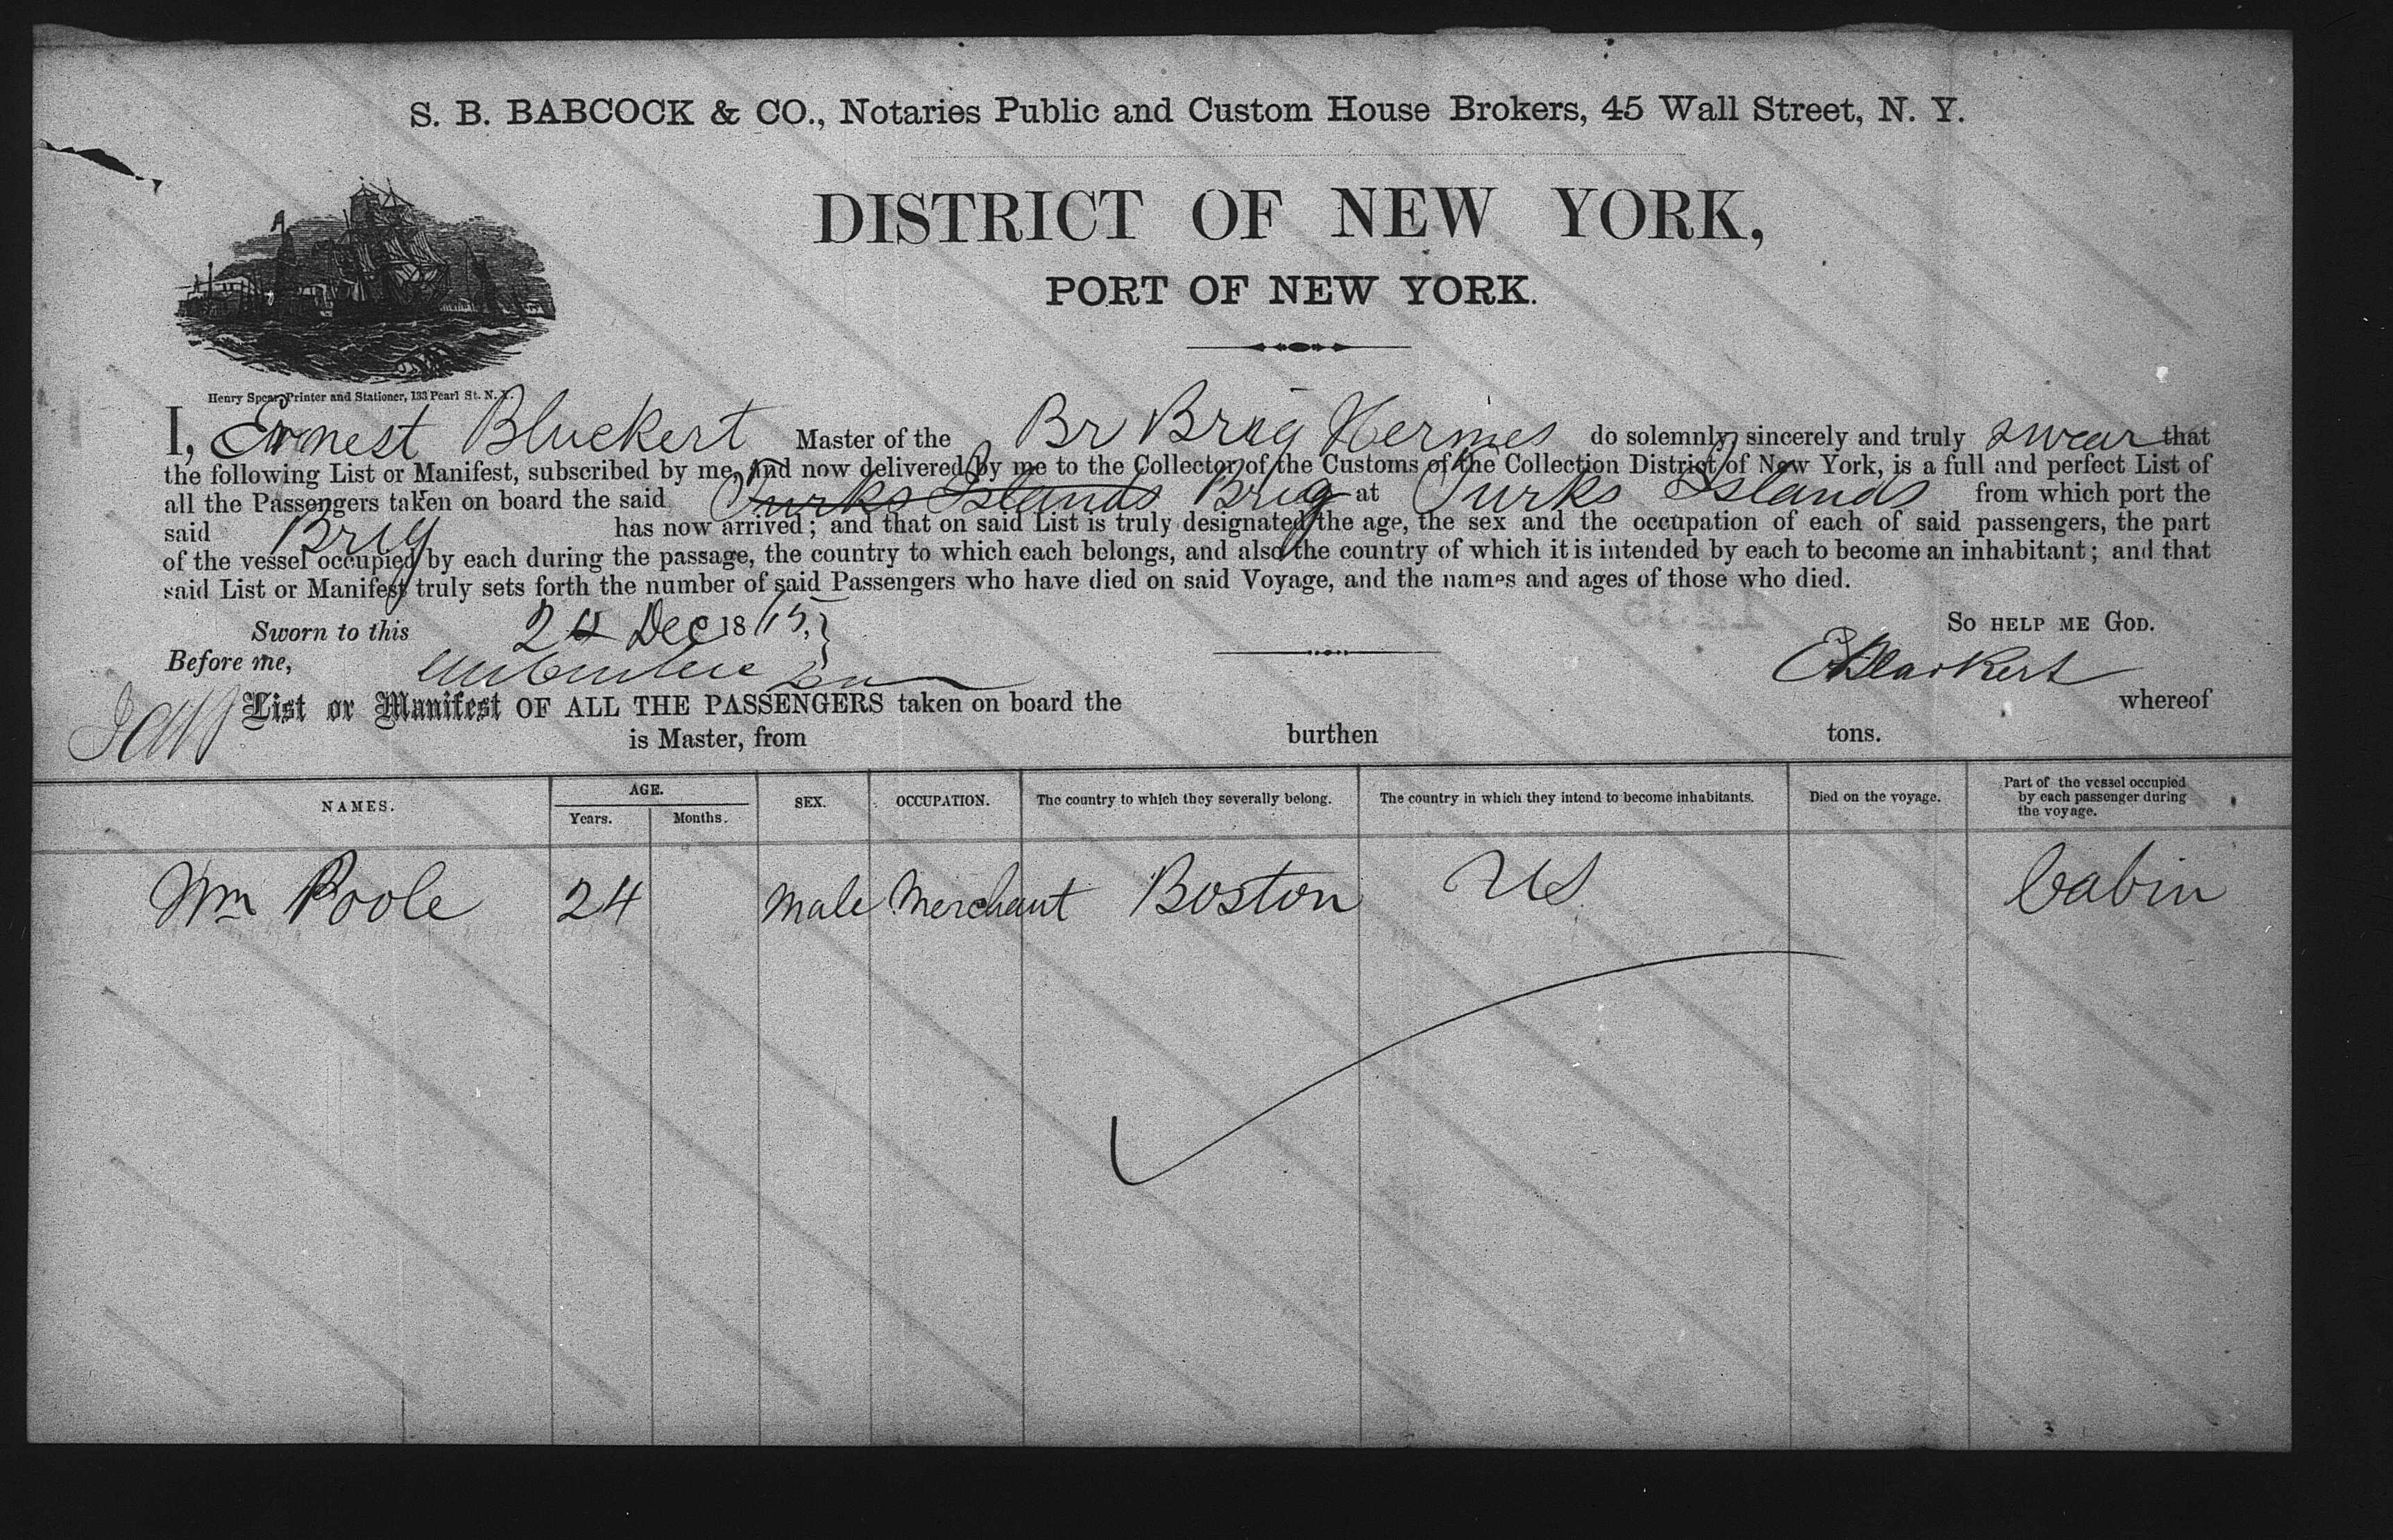 S. B. BABCOCK & CO., Notaries Public and Custom House Brokers, 45 Wall Street, N. Y.
DISTRICT OF NEW YORK,
PORT OF NEW YORK.
Henry Spear, Printer and Stationer, 133 Pearl St. N. Y.
I, Ernest Bluckert Master of the Br Brig Hermes do solemnly, sincerely and truly swear that
the following List or Manifest, subscribed by me, and now delivered by me to the Collector of the Customs of the Collection District of New York, is a full and perfect List of
all the Passengers taken on board the said Turks Islands Brig at Turks Islands from which port the
said Brig has now arrived; and that on said List is truly designated the age, the sex and the occupation of each of said passengers, the part
of the vessel occupied by each during the passage, the country to which each belongs, and also the country of which it is intended by each to become an inhabitant; and that
said List or Manifest truly sets forth the number of said Passengers who have died on said Voyage, and the names and ages of those who died.
Sworn to this Dec 18 So help me God.
Before me,
List or Manifest OF ALL THE PASSENGERS taken on board the whereof
is Master, from burthen tons.
NAMES. AGE. Years. Months. SEX. OCCUPATION. The country to which they severally belong. The country in which they intend to become inhabitants. Died on the voyage. Part of the vessel occupied by each passenger during the voyage.
Wm Poole 24 Male Merchant Boston US Cabin